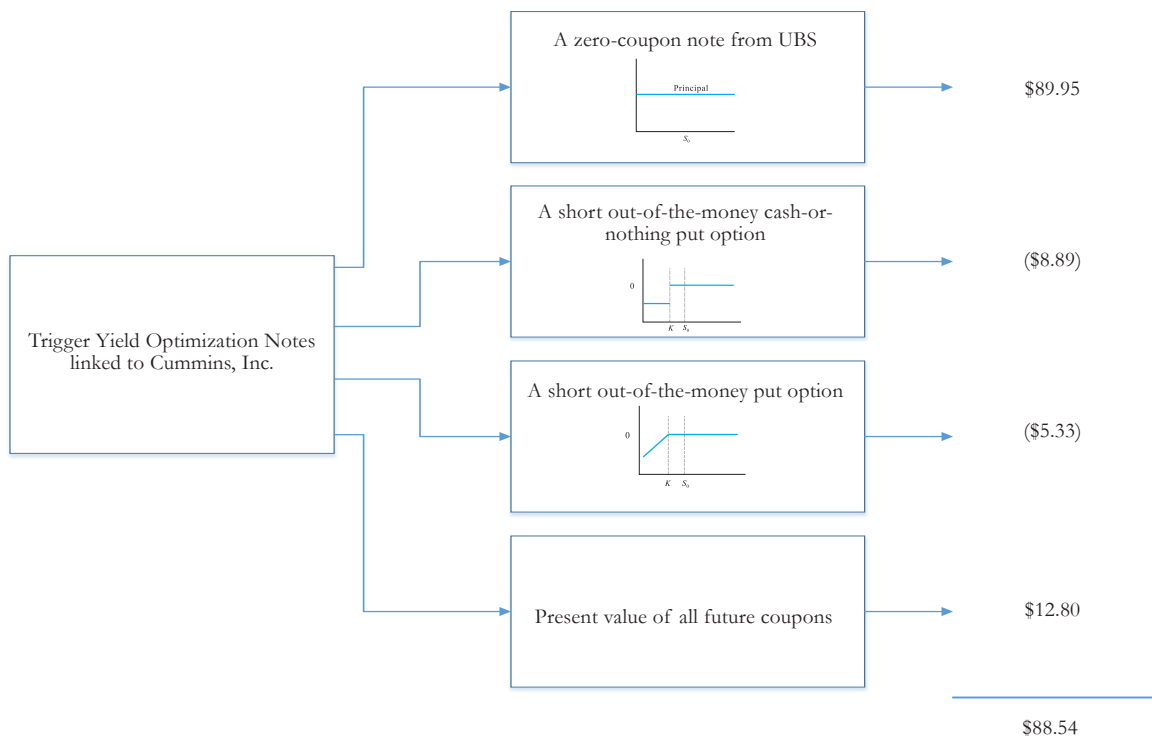 A zero-coupon note from UBS
Principal
S0
$89.95
A short out-of-the-money cash-or-
nothing put option
0
K S0
($8.89)
Trigger Yield Optimization Notes
linked to Cummins, Inc.
A short out-of-the-money put option
0
K S0
($5.33)
Present value of all future coupons
$12.80
$88.54